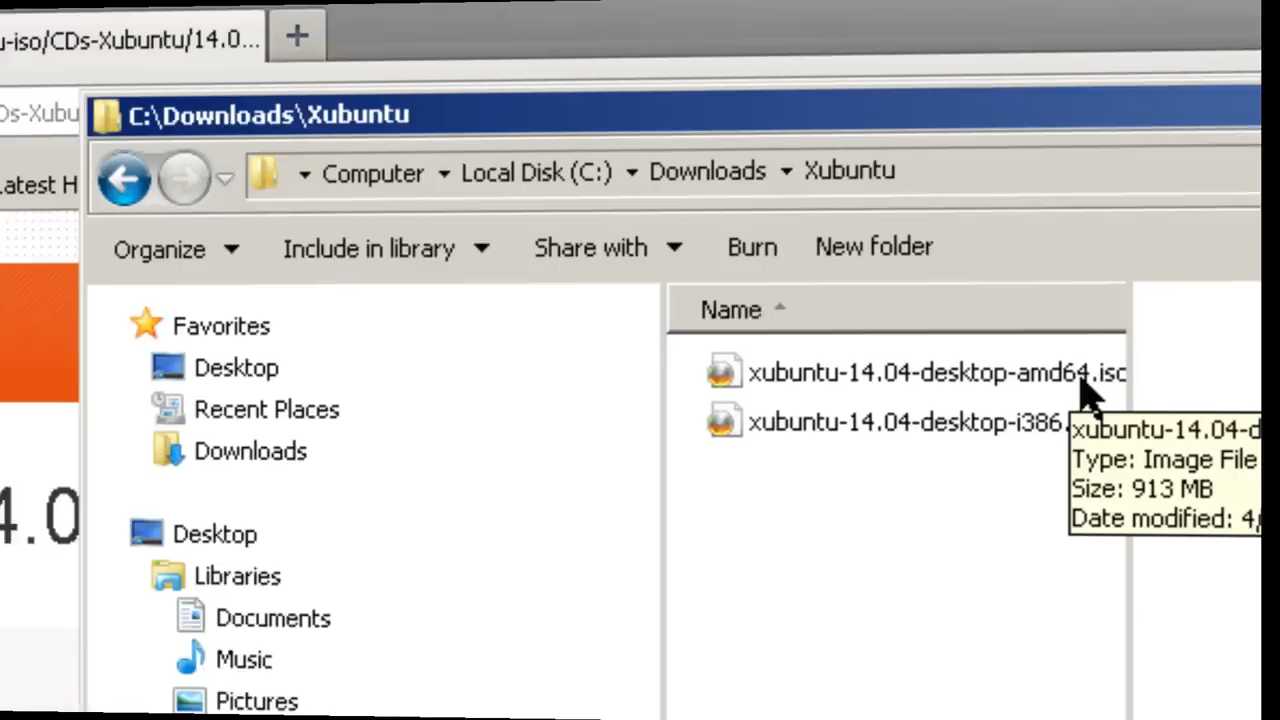 u-iso/CDs-Xubuntu/14.0...
Ds-Xubu
Latest H
4.0
C:\Downloads\Xubuntu
Computer Local Disk (C:) Downloads Xubuntu
Organize Include in library Share with Burn New folder
Favorites
Desktop
Recent Places
Downloads
Desktop
Libraries
Documents
Music
Pictures
Name
xubuntu-14.04-desktop-amd64.isc
xubuntu-14.04-desktop-i386.
xubuntu-14.04-d
Type: Image File
Size: 913 MB
Date modified: 4/